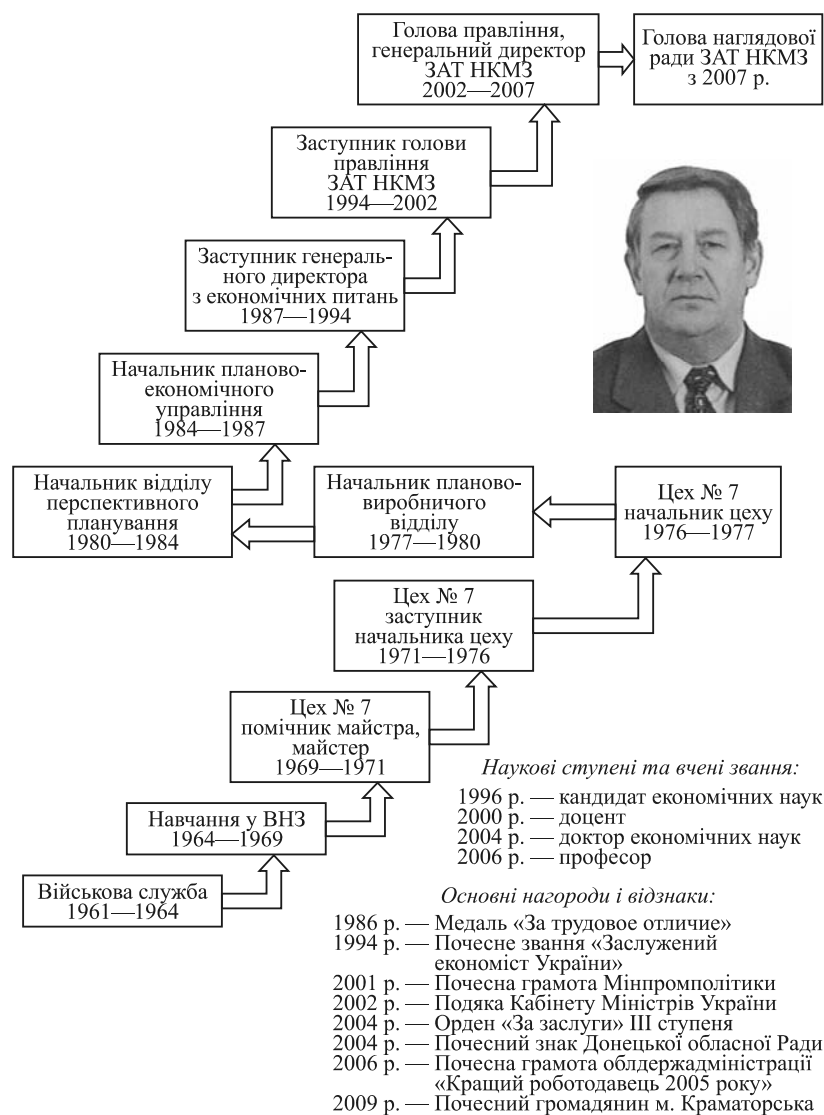 Голова правління,
генеральний директор
ЗАТ НКМЗ
2002—2007
Голова наглядової
ради ЗАТ НКМЗ
з 2007 р.
Заступник голови
правління
ЗАТ НКМЗ
1994—2002
Заступник генераль-
ного директора
з економічних питань
1987—1994
Начальник планово-
економічного
управління
1984—1987
Начальник відділу
перспективного
планування
1980—1984
Начальник планово-
виробничого
відділу
1977—1980
Цех № 7
начальник цеху
1976—1977
Цех № 7
заступник
начальника цеху
1971—1976
Цех № 7
помічник майстра,
майстер
1969—1971
Навчання у ВНЗ
1964—1969
Військова служба
1961—1964
Наукові ступені та вчені звання:
1996 р. — кандидат економічних наук
2000 р. — доцент
2004 р. — доктор економічних наук
2006 р. — професор
Основні нагороди і відзнаки:
1986 р. — Медаль «За трудовое отличие»
1994 р. — Почесне звання «Заслужений
економіст України»
2001 р. — Почесна грамота Мінпромполітики
2002 р. — Подяка Кабінету Міністрів України
2004 р. — Орден «За заслуги» III ступеня
2004 р. — Почесний знак Донецької обласної Ради
2006 р. — Почесна грамота облдержадміністрації
«Кращий роботодавець 2005 року»
2009 р. — Почесний громадянин м. Краматорська